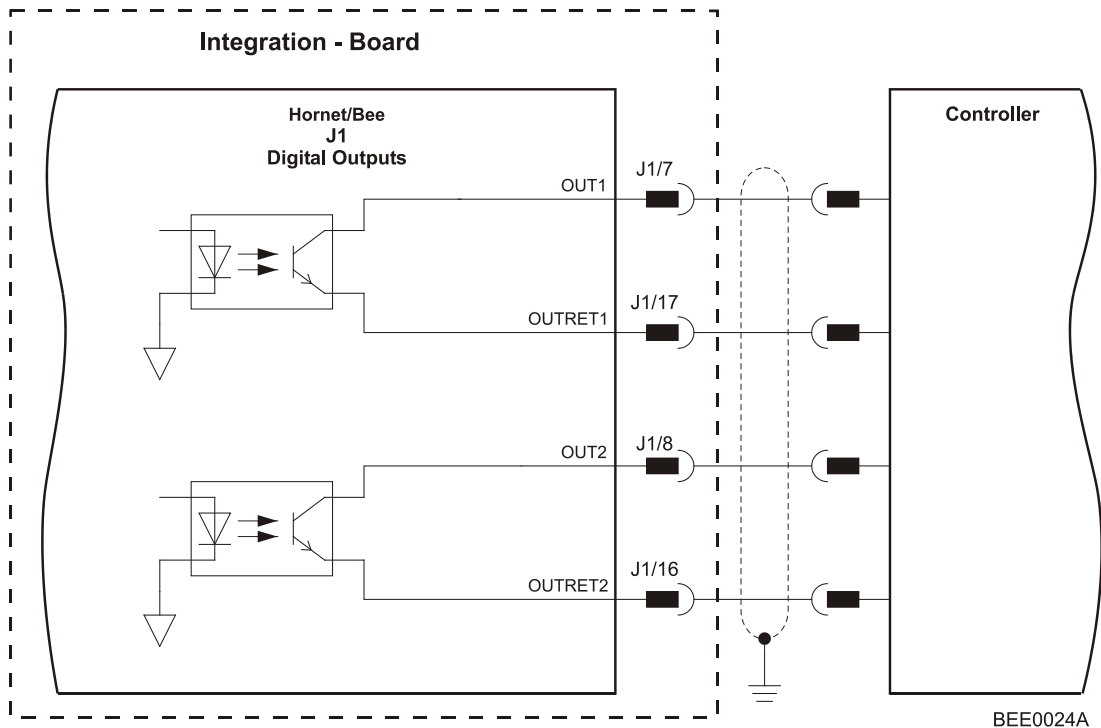 Integration - Board
Hornet/Bee
J1
Digital Outputs
Controller
OUT1
J1/7
OUTRET1
J1/17
OUT2
J1/8
OUTRET2
J1/16
BEE0024A